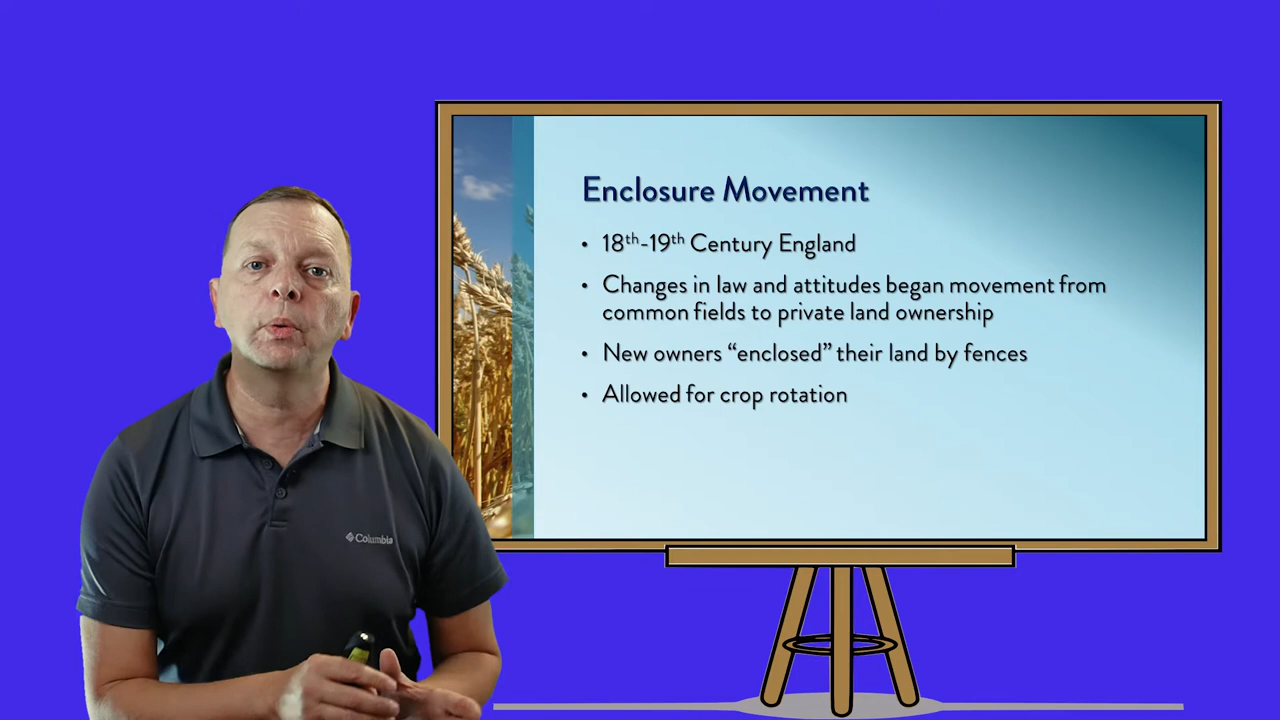 Enclosure Movement
• 18th-19th Century England
• Changes in law and attitudes began movement from
common fields to private land ownership
• New owners “enclosed” their land by fences
• Allowed for crop rotation
Columbia